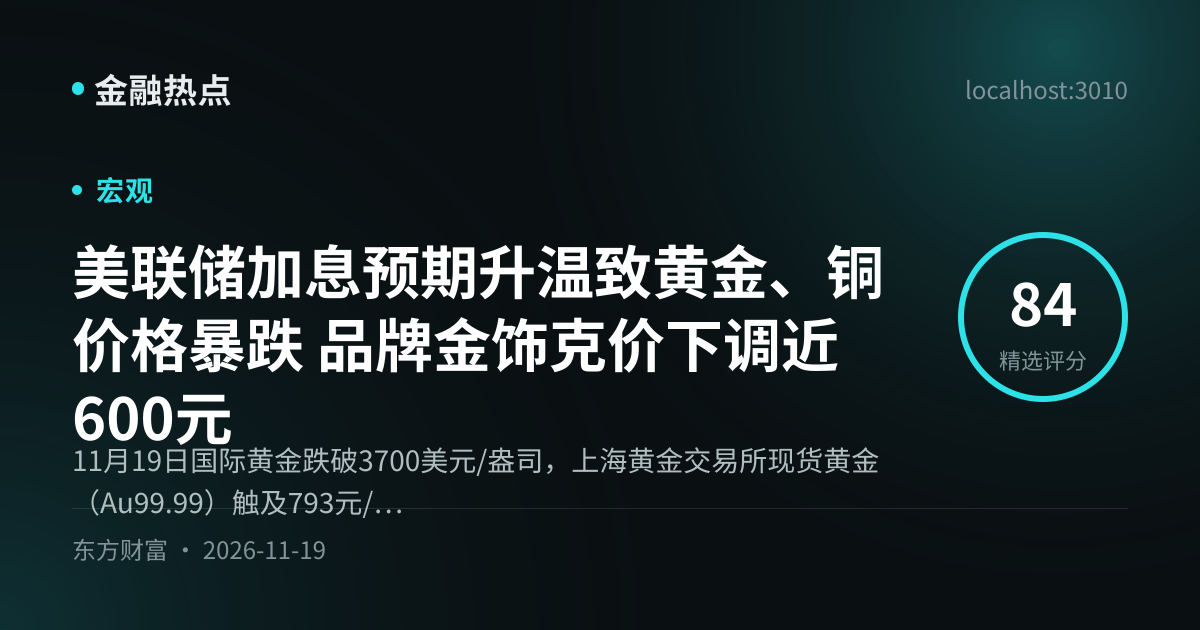 金融热点
localhost:3010
宏观
美联储加息预期升温致黄金、铜
价格暴跌 品牌金饰克价下调近
600元
84
精选评分
11月19日国际黄金跌破3700美元/盎司，上海黄金交易所现货黄金
（Au99.99）触及793元/…
东方财富 · 2026-11-19